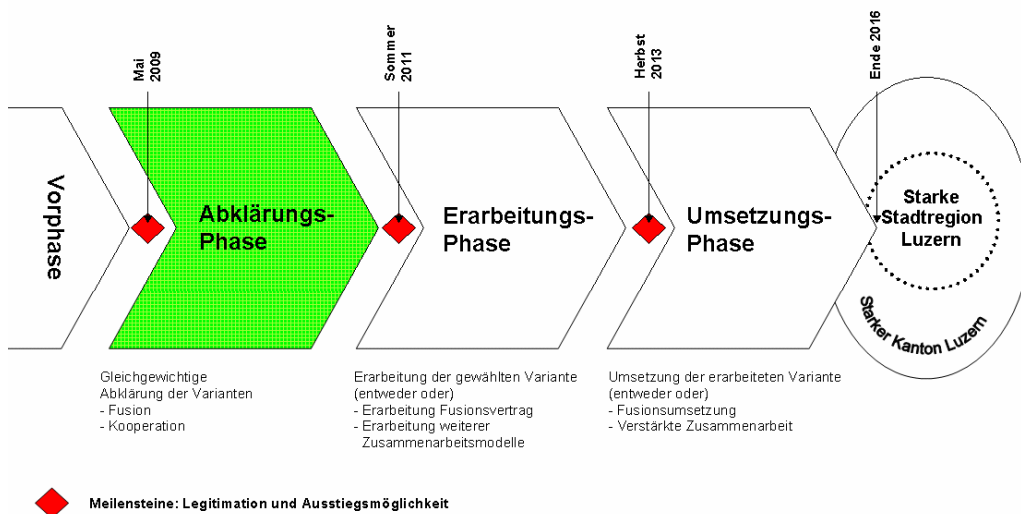 Mai
2009
Sommer
2011
Herbst
2013
Ende 2016
Vorphase
Abklärungs-
Phase
Erarbeitungs-
Phase
Umsetzungs-
Phase
Starke
Stadtregion
Luzern
Starker Kanton Luzern
Gleichgewichtige
Abklärung der Varianten
- Fusion
- Kooperation
Erarbeitung der gewählten Variante
(entweder oder)
- Erarbeitung Fusionsvertrag
- Erarbeitung weiterer
Zusammenarbeitsmodelle
Umsetzung der erarbeiteten Variante
(entweder oder)
- Fusionsumsetzung
- Verstärkte Zusammenarbeit
Meilensteine: Legitimation und Ausstiegsmöglichkeit